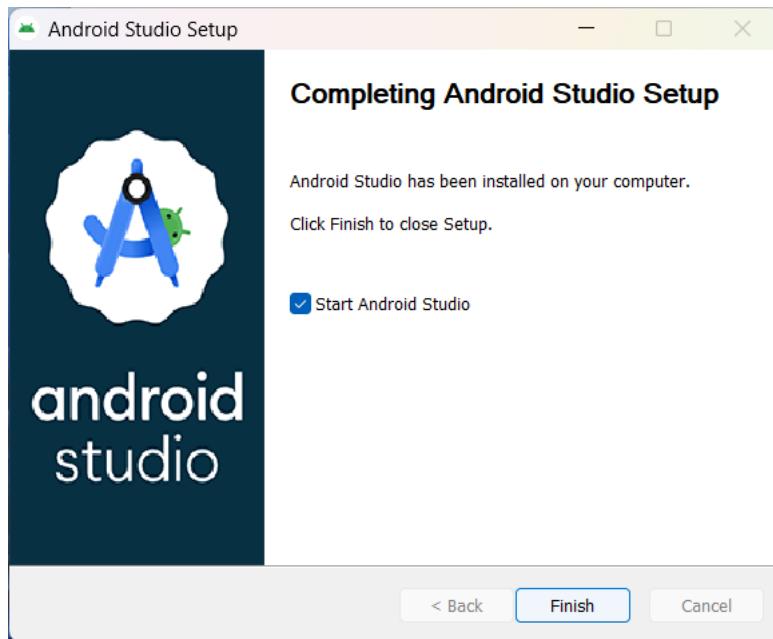 Android Studio Setup
android
studio
Completing Android Studio Setup
Android Studio has been installed on your computer.
Click Finish to close Setup.
Start Android Studio
< Back
Finish
Cancel